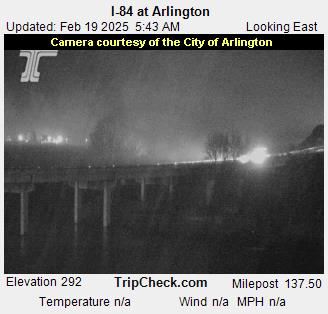 I-84 at Arlington
Updated: Feb 19 2025 5:43 AM Looking East
Camera courtesy of the City of Arlington
Elevation 292 TripCheck.com Milepost 137.50
Temperature n/a Wind n/a MPH n/a